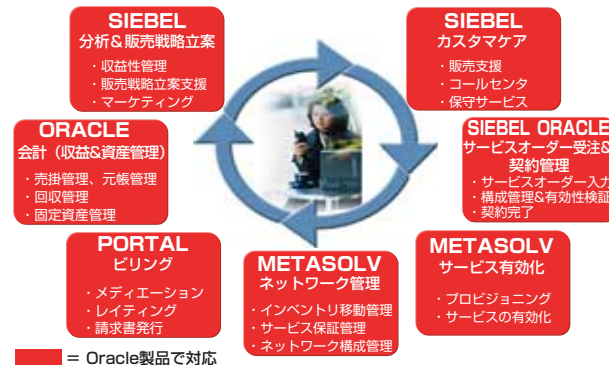 SIEBEL
分析&販売戦略立案
・収益性管理
・販売戦略立案支援
・マーケティング
SIEBEL
カスタマケア
・販売支援
・コールセンタ
・保守サービス
ORACLE
会計（収益&資産管理）
・売掛管理、元帳管理
・回収管理
・固定資産管理
SIEBEL ORACLE
サービスオーダー受注&
契約管理
・サービスオーダー入力
・構成管理&有効性検証
・契約完了
PORTAL
ビリング
・メディエーション
・レイティング
・請求書発行
METASOLV
ネットワーク管理
・インベントリ移動管理
・サービス保証管理
・ネットワーク構成管理
METASOLV
サービス有効化
・プロビジョニング
・サービスの有効化
= Oracle製品で対応